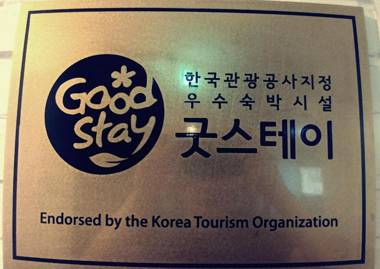 Good
Stay
한국관광공사지정
우수숙박시설
굿스테이
Endorsed by the Korea Tourism Organization